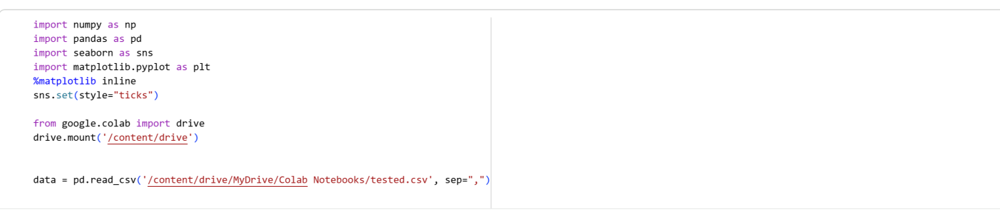 import numpy as np
import pandas as pd
import seaborn as sns
import matplotlib.pyplot as plt
%matplotlib inline
sns.set(style="ticks")
from google.colab import drive
drive.mount('/content/drive')
data = pd.read_csv('/content/drive/MyDrive/Colab Notebooks/tested.csv', sep=",")